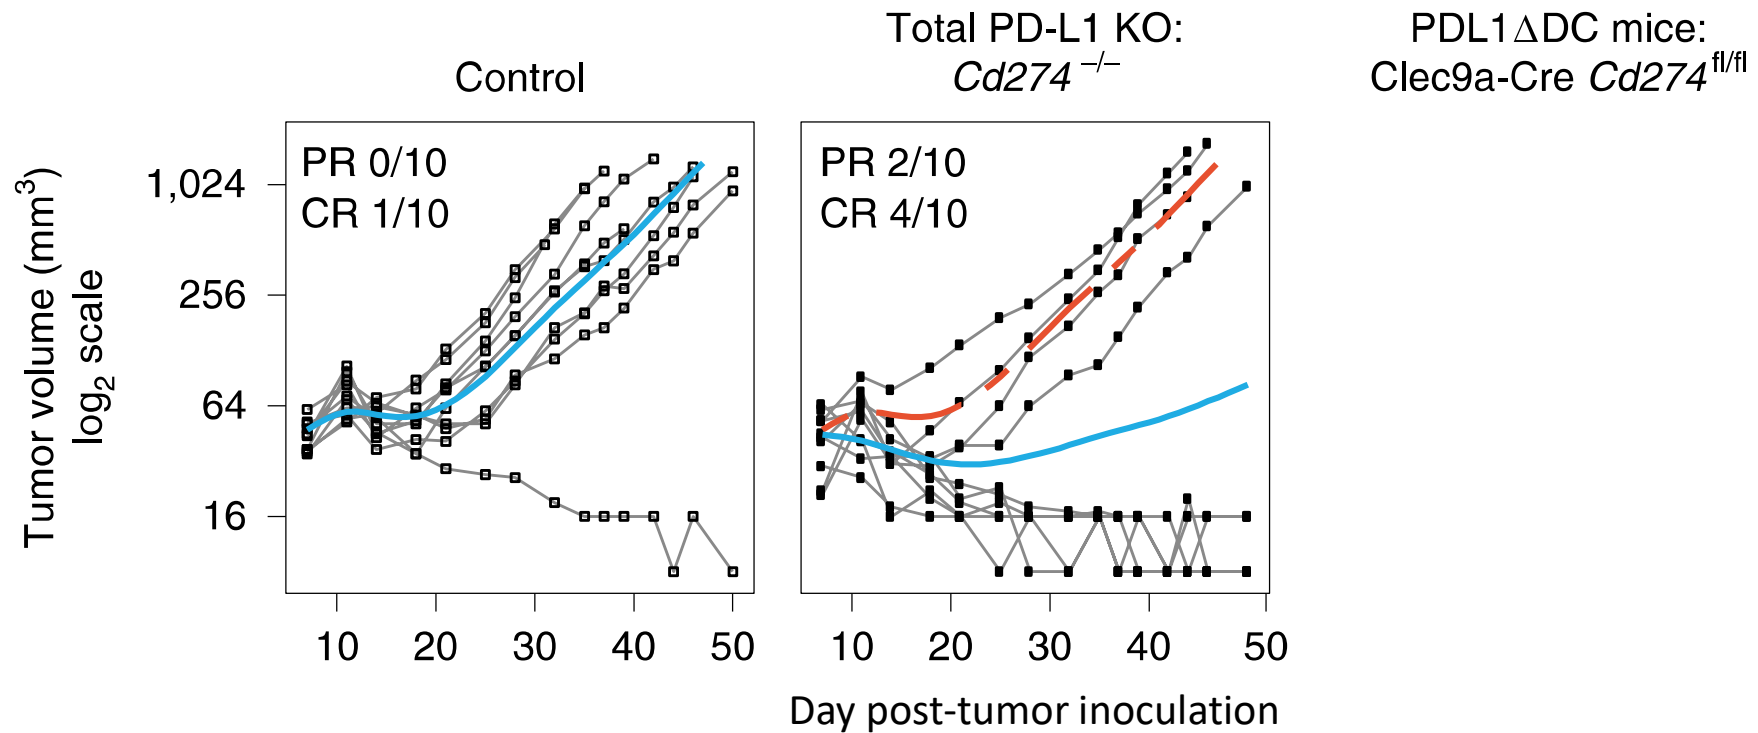 Total PD-L1 KO:
PDL1ΔDC mice:
Control
Cd274 –/–
Clec9a-Cre Cd274 fl/fl
Tumor volume (mm3)
log2 scale
1,024
256
64
16
PR 0/10
CR 1/10
PR 2/10
CR 4/10
10 20 30 40 50
10 20 30 40 50
Day post-tumor inoculation